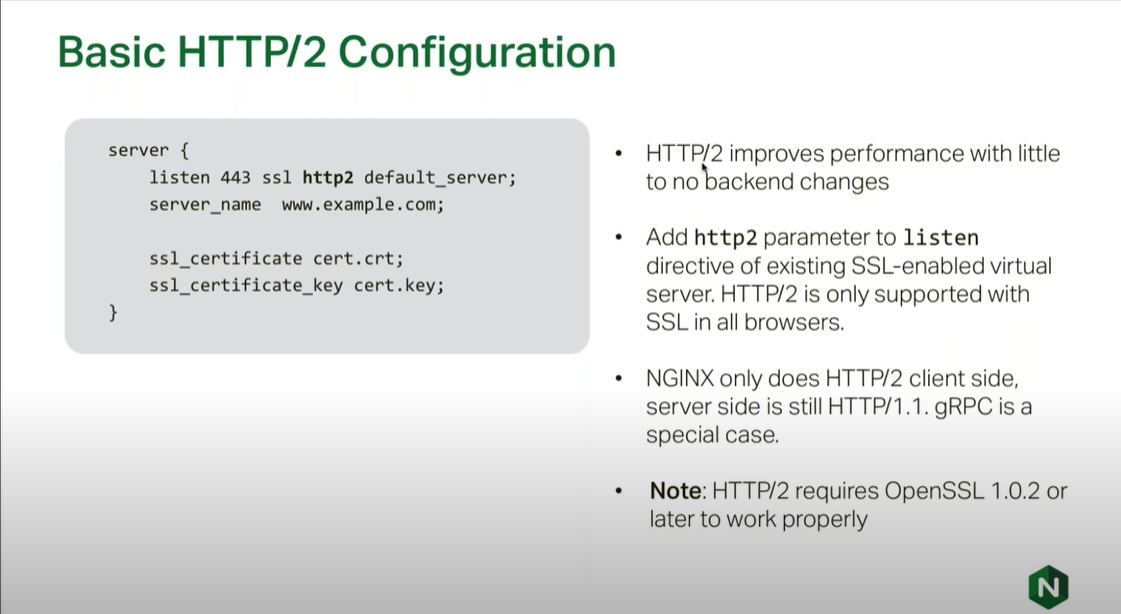 Basic HTTP/2 Configuration
server {
listen 443 ssl http2 default_server;
server_name www.example.com;
ssl_certificate cert.crt;
ssl_certificate_key cert.key;
}
• HTTP/2 improves performance with little
to no backend changes
• Add http2 parameter to listen
directive of existing SSL-enabled virtual
server. HTTP/2 is only supported with
SSL in all browsers.
• NGINX only does HTTP/2 client side,
server side is still HTTP/1.1. gRPC is a
special case.
• Note: HTTP/2 requires OpenSSL 1.0.2 or
later to work properly
N